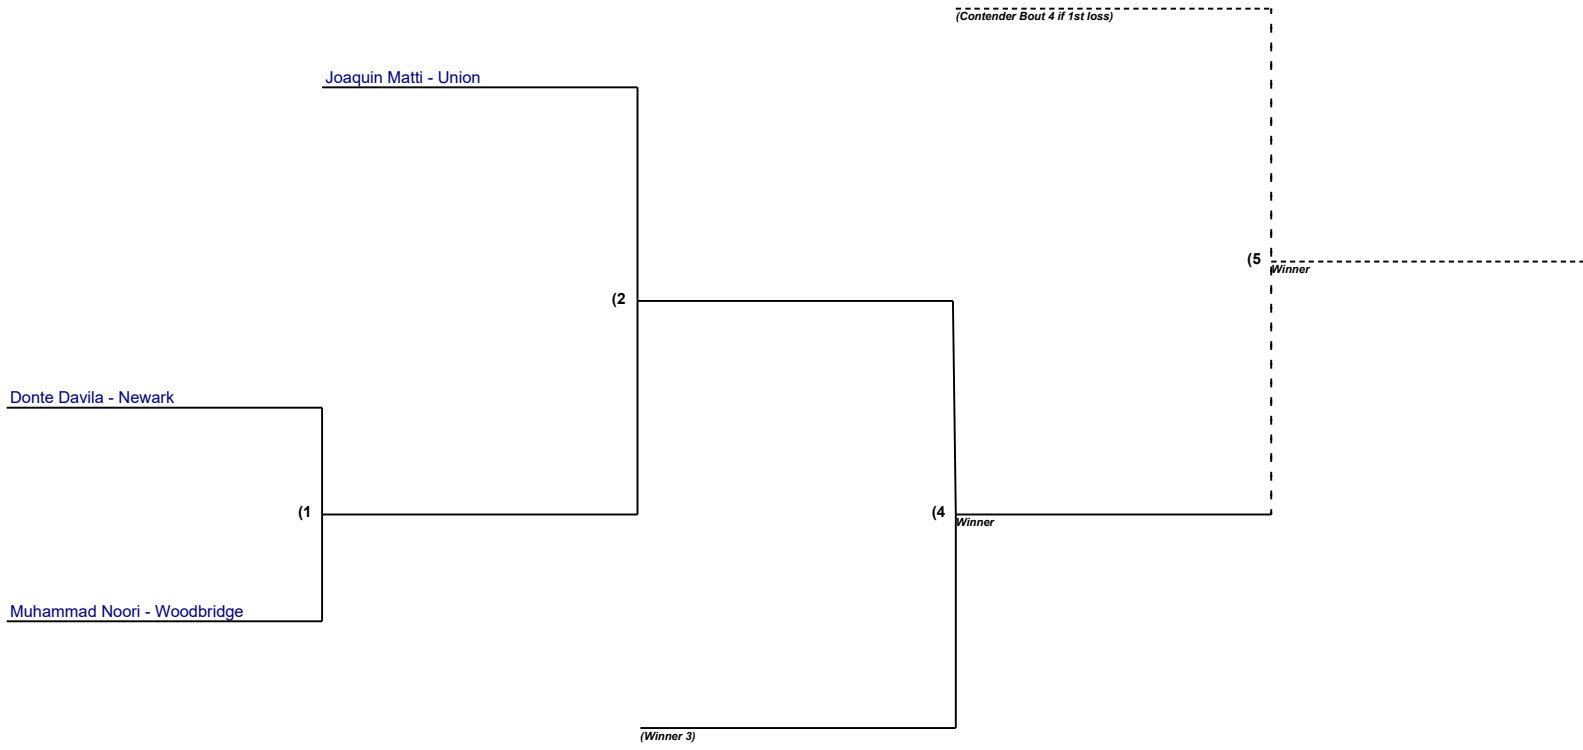 (Contender Bout 4 if 1st loss)
Joaquin Matti - Union
(5
Winner
(2
Donte Davila - Newark
(1
(4
Winner
Muhammad Noori - Woodbridge
(Winner 3)